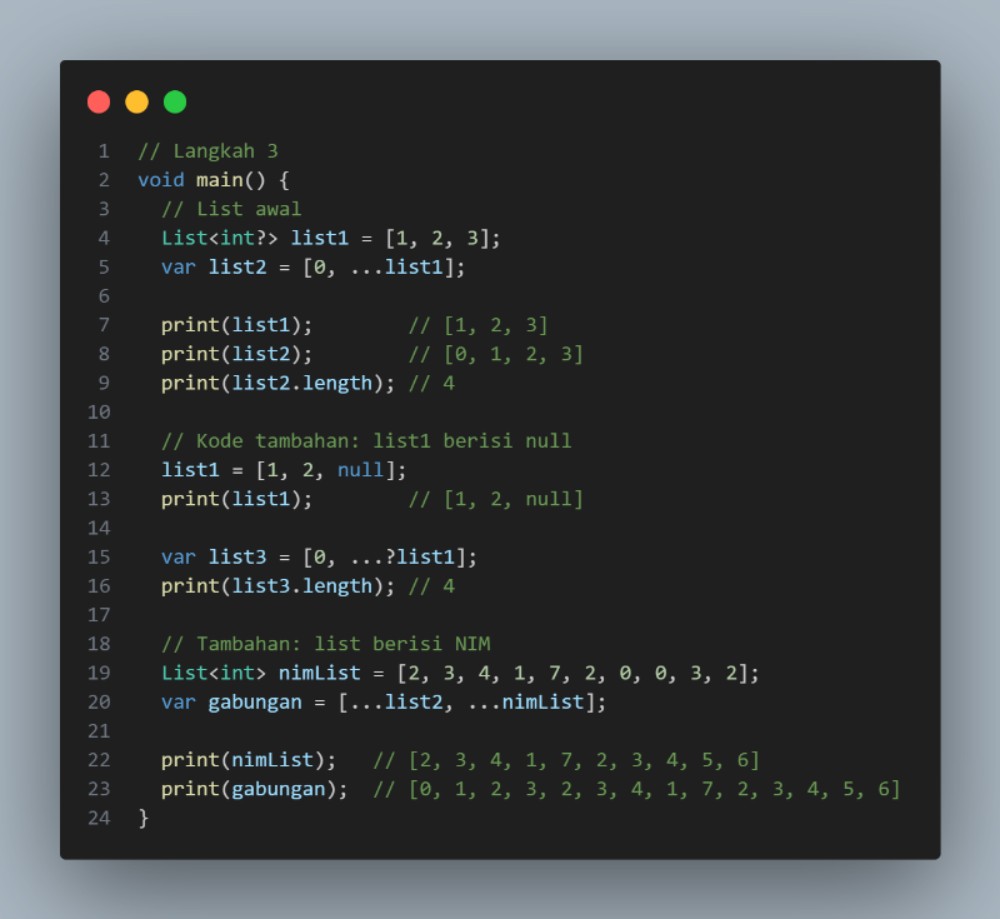 1 // Langkah 3
2 void main() {
3   // List awal
4   List<int?> list1 = [1, 2, 3];
5   var list2 = [0, ...list1];
6
7   print(list1);        // [1, 2, 3]
8   print(list2);        // [0, 1, 2, 3]
9   print(list2.length); // 4
10
11   // Kode tambahan: list1 berisi null
12   list1 = [1, 2, null];
13   print(list1);        // [1, 2, null]
14
15   var list3 = [0, ...?list1];
16   print(list3.length); // 4
17
18   // Tambahan: list berisi NIM
19   List<int> nimList = [2, 3, 4, 1, 7, 2, 0, 0, 3, 2];
20   var gabungan = [...list2, ...nimList];
21
22   print(nimList);   // [2, 3, 4, 1, 7, 2, 3, 4, 5, 6]
23   print(gabungan);  // [0, 1, 2, 3, 2, 3, 4, 1, 7, 2, 3, 4, 5, 6]
24 }